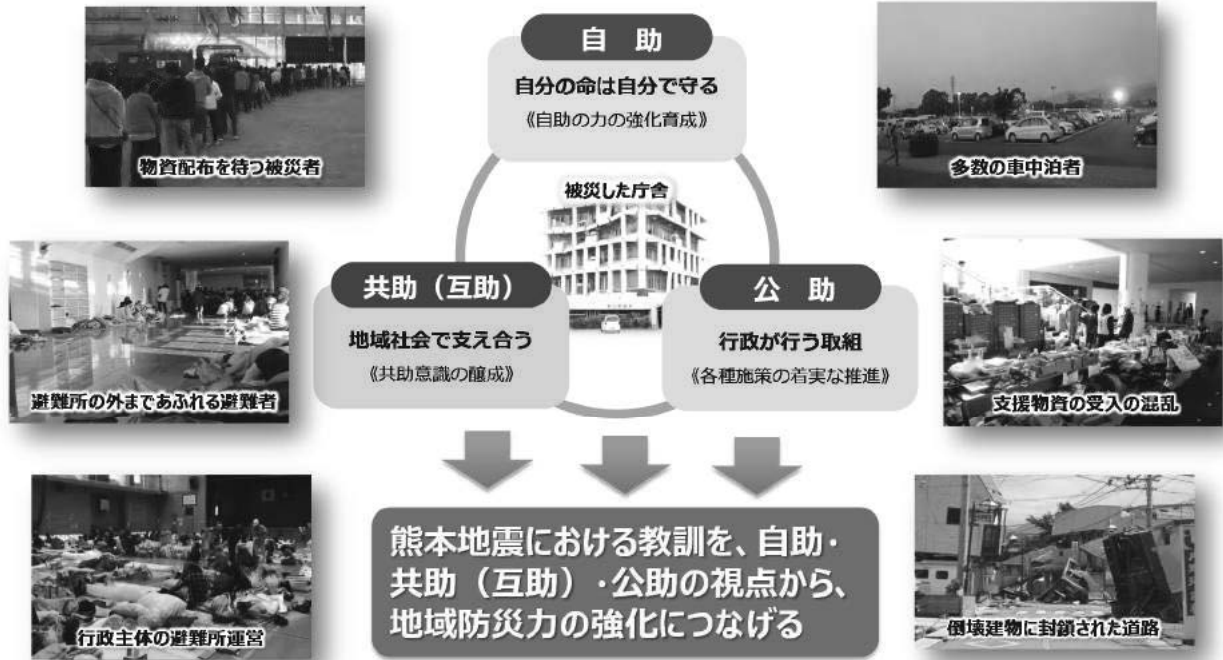 自助
自分の命は自分で守る
《自助の力の強化育成》
物資配布を待つ被災者
多数の車中泊者
被災した庁舎
共助（互助）
地域社会で支え合う
《共助意識の醸成》
公助
行政が行う取組
《各種施策の着実な推進》
避難所の外まであふれる避難者
支援物資の受入の混乱
熊本地震における教訓を、自助・
共助（互助）・公助の視点から、
地域防災力の強化につなげる
行政主体の避難所運営
倒壊建物に封鎖された道路